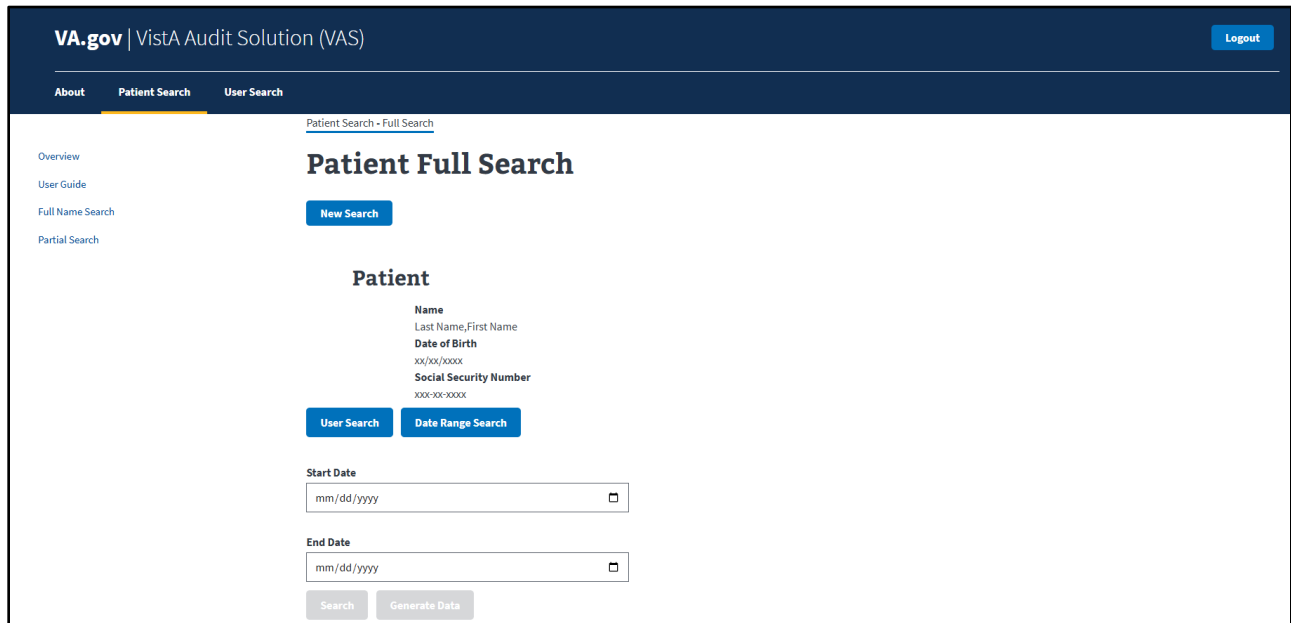 VA.gov | VistA Audit Solution (VAS)
Logout
About Patient Search User Search
Patient Search - Full Search
Overview
User Guide
Full Name Search
Partial Search
Patient Full Search
New Search
Patient
Name
Last Name,First Name
Date of Birth
xx/xx/xxxx
Social Security Number
xxx-xx-xxxx
User Search Date Range Search
Start Date
mm/dd/yyyy
End Date
mm/dd/yyyy
Search Generate Data